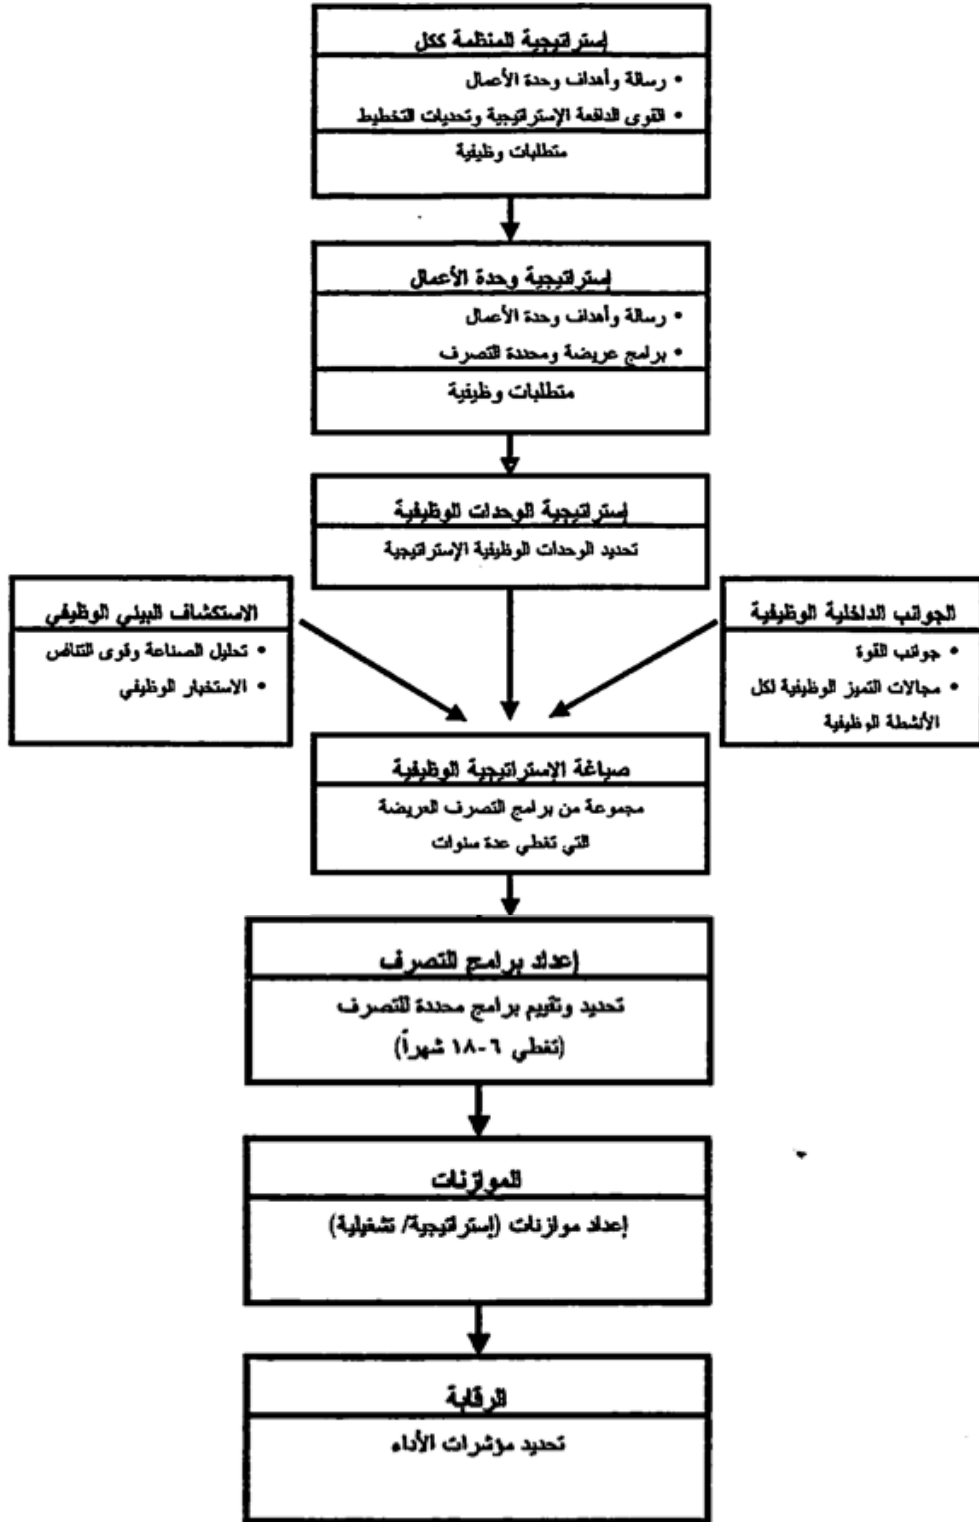 إستراتيجية المنظمة ككل
• رسالة وأهداف وحدة الأعمال
• القوى الدافعة الإستراتيجية وتحديات التخطيط
متطلبات وظيفية
إستراتيجية وحدة الأعمال
• رسالة وأهداف وحدة الأعمال
• برامج عريضة ومحددة التصرف
متطلبات وظيفية
إستراتيجية الوحدات الوظيفية
تحديد الوحدات الوظيفية الإستراتيجية
الجوانب الداخلية الوظيفية
• جوانب القوة
• مجالات التميز الوظيفية لكل
الأنشطة الوظيفية
الاستكشاف البيئي الوظيفي
• تحليل الصناعة وقوى التنافس
• الاستخبار الوظيفي
صياغة الإستراتيجية الوظيفية
مجموعة من برامج التصرف العريضة
التي تغطي عدة سنوات
إعداد برامج التصرف
تحديد وتقييم برامج محددة للتصرف
(تغطي ٦-١٨ شهراً)
الموازنات
إعداد موازنات (إستراتيجية/ تشغيلية)
الرقابة
تحديد مؤشرات الأداء